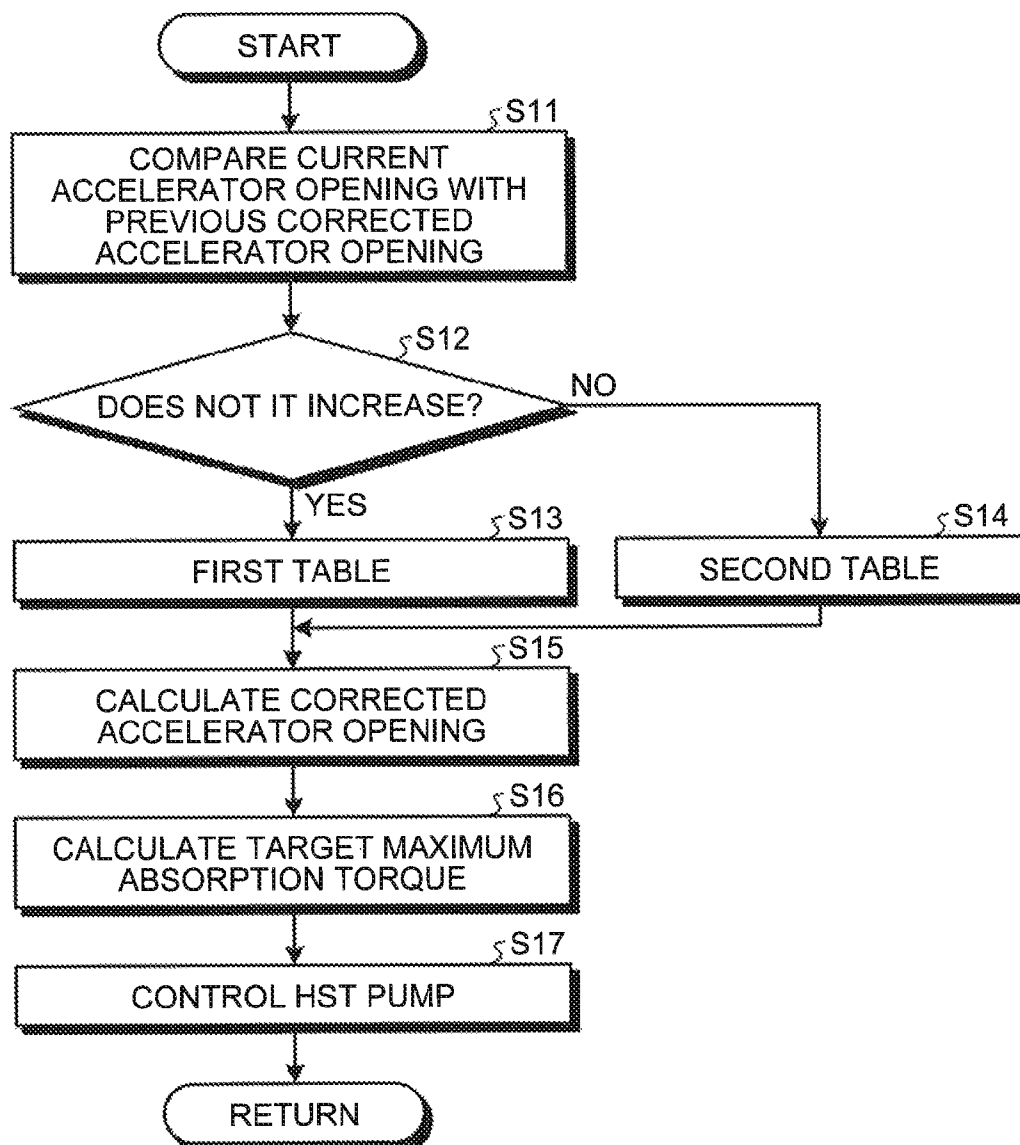 START
S11
COMPARE CURRENT
ACCELERATOR OPENING WITH
PREVIOUS CORRECTED
ACCELERATOR OPENING
S12
DOES NOT IT INCREASE?
NO
YES
S13
FIRST TABLE
S14
SECOND TABLE
S15
CALCULATE CORRECTED
ACCELERATOR OPENING
S16
CALCULATE TARGET MAXIMUM
ABSORPTION TORQUE
S17
CONTROL HST PUMP
RETURN